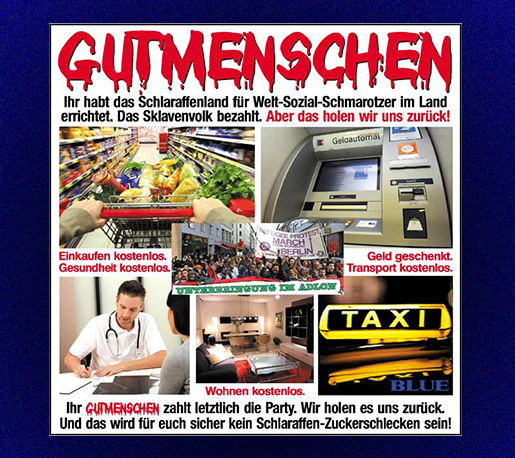 GUTMENSCHEN
Ihr habt das Schlaraffenland für Welt-Sozial-Schmarotzer im Land
errichtet. Das Sklavenvolk bezahlt. Aber das holen wir uns zurück!
Geldautomat
REFUGEE PROTEST
MARCH
BERLIN
Einkaufen kostenlos.
Gesundheit kostenlos.
Geld geschenkt.
Transport kostenlos.
UNTERBRINGUNG IM ADLON
TAXI
Wohnen kostenlos.
BLUE
Ihr GUTMENSCHEN zahlt letztlich die Party. Wir holen es uns zurück.
Und das wird für euch sicher kein Schlaraffen-Zuckerschlecken sein!